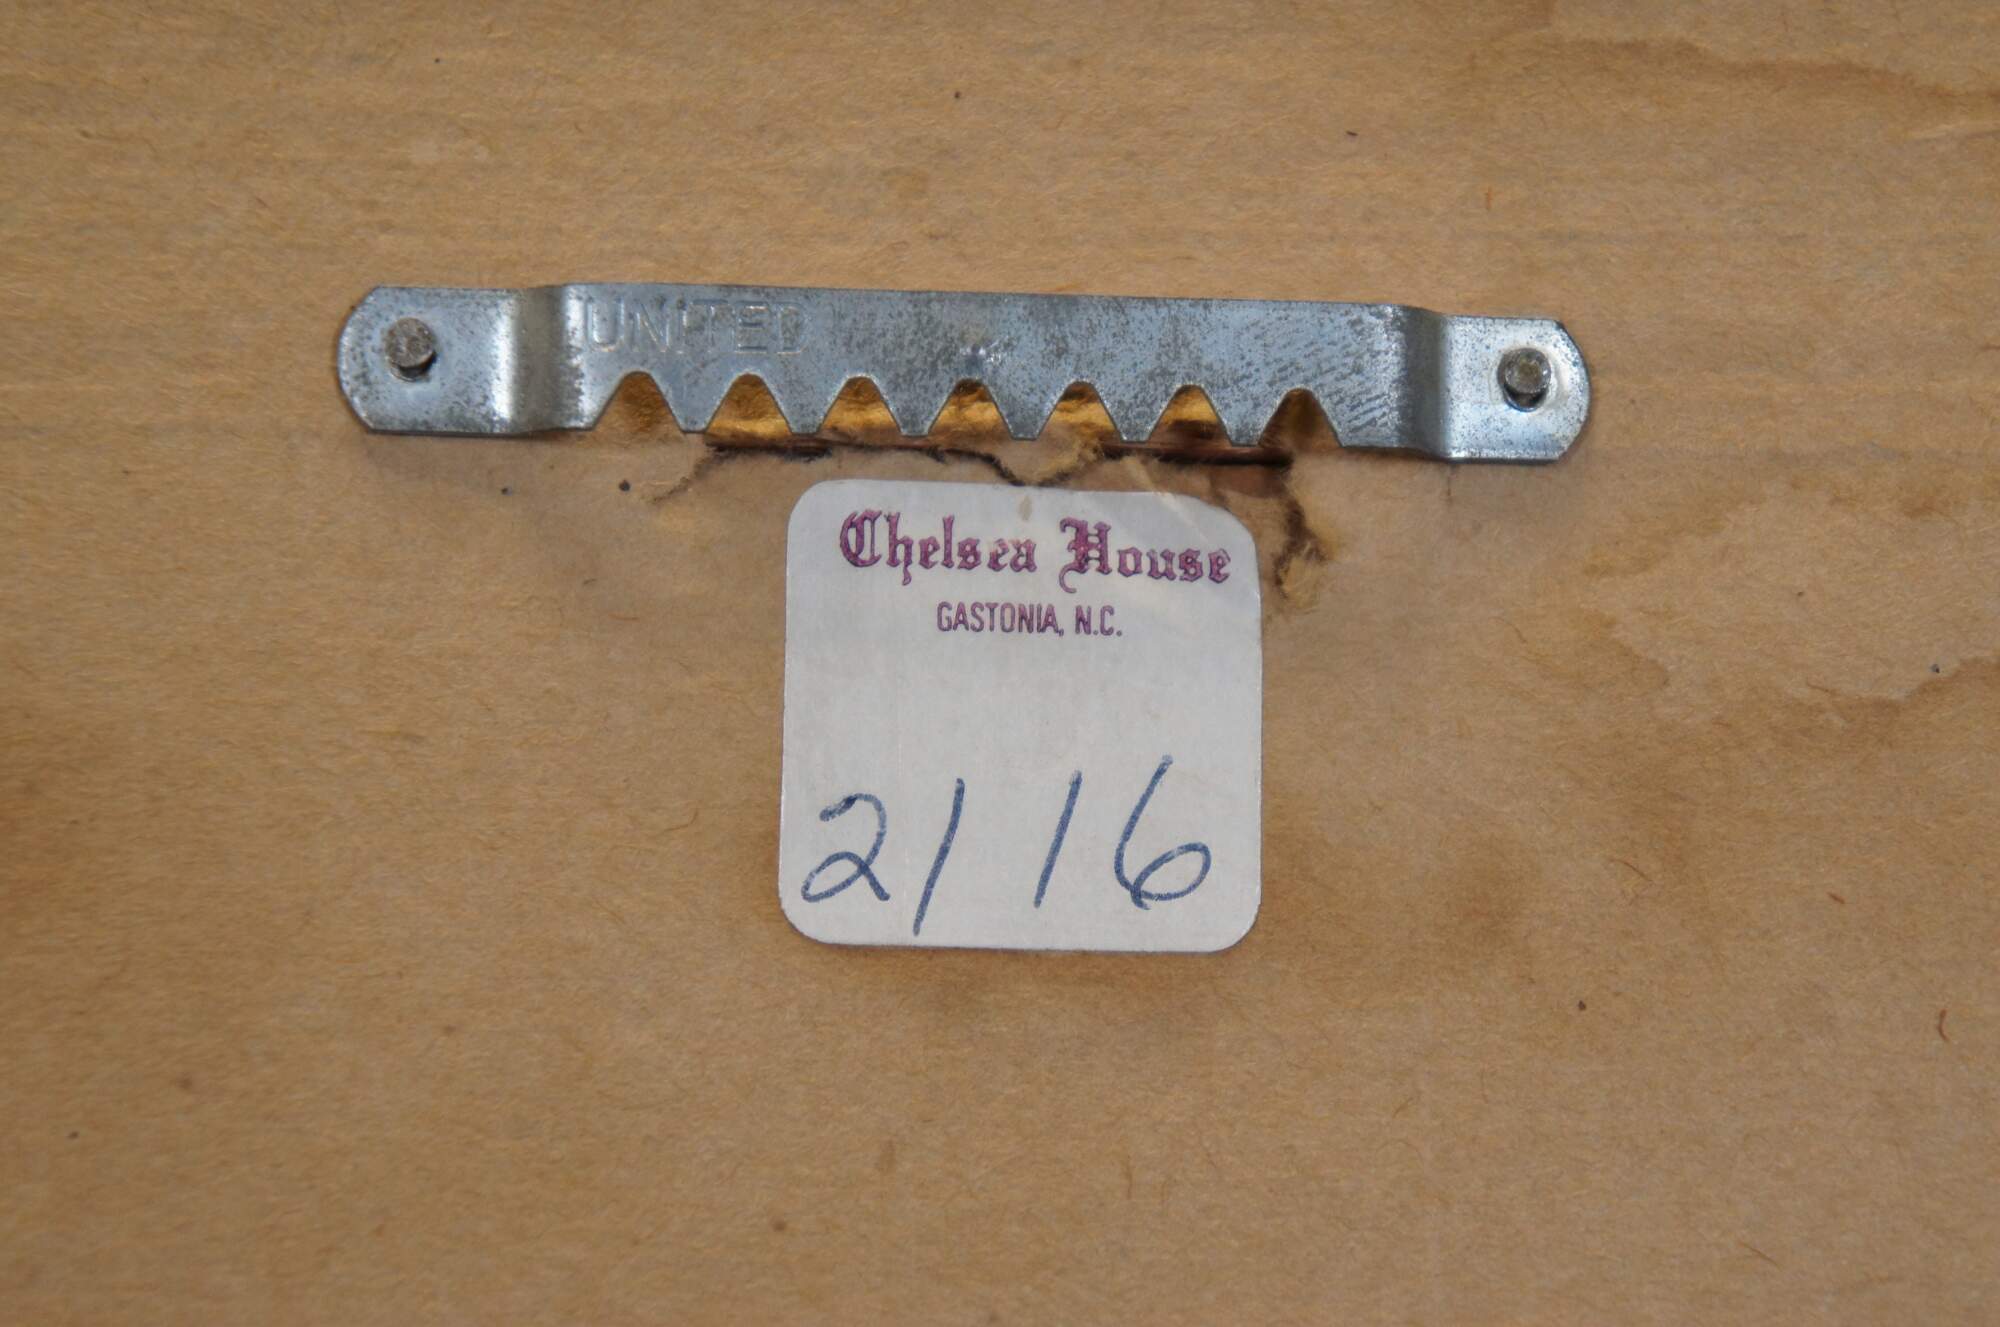 UNITED
Chelsea House
GASTONIA, N.C.
2116